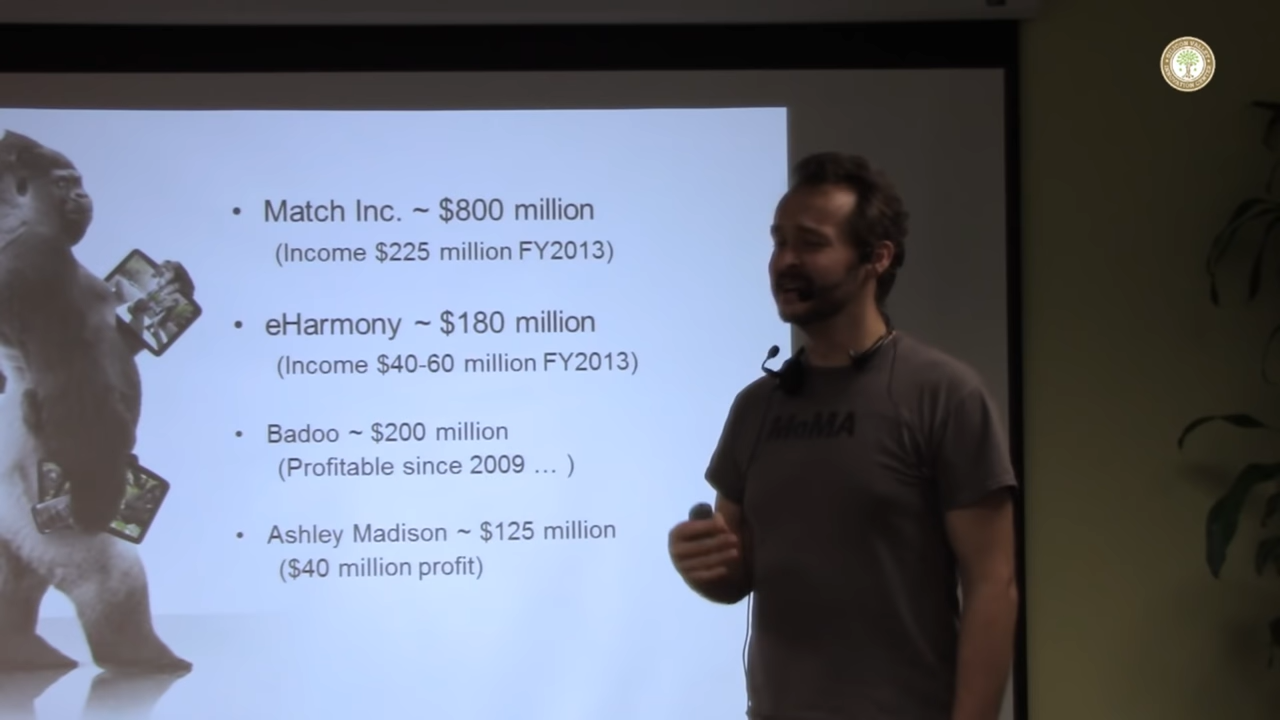 • Match Inc. ~ $800 million
(Income $225 million FY2013)
• eHarmony ~ $180 million
(Income $40-60 million FY2013)
• Badoo ~ $200 million
(Profitable since 2009 ... )
• Ashley Madison ~ $125 million
($40 million profit)
MoMA